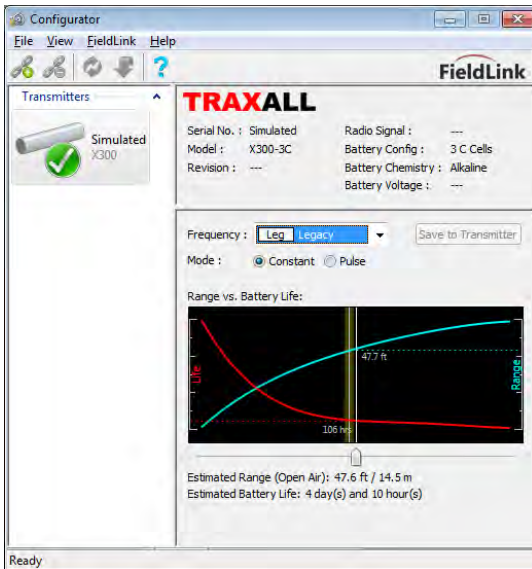 Configurator
File View FieldLink Help
? FieldLink
Transmitters
Simulated
X300
TRAXALL
Serial No. : Simulated Radio Signal : ---
Model : X300-3C Battery Config : 3 C Cells
Revision : --- Battery Chemistry : Alkaline
Battery Voltage : ---
Frequency : Leg Legacy Save to Transmitter
Mode : Constant Pulse
Range vs. Battery Life:
Life
47.7 ft
Range
106 hrs
Estimated Range (Open Air): 47.6 ft / 14.5 m
Estimated Battery Life: 4 day(s) and 10 hour(s)
Ready